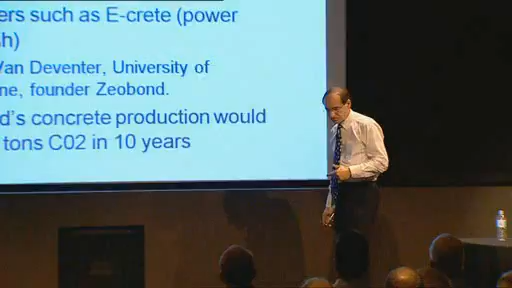 ers such as E-crete (power
h)
Van Deventer, University of
ne, founder Zeobond.
d's concrete production would
tons C02 in 10 years